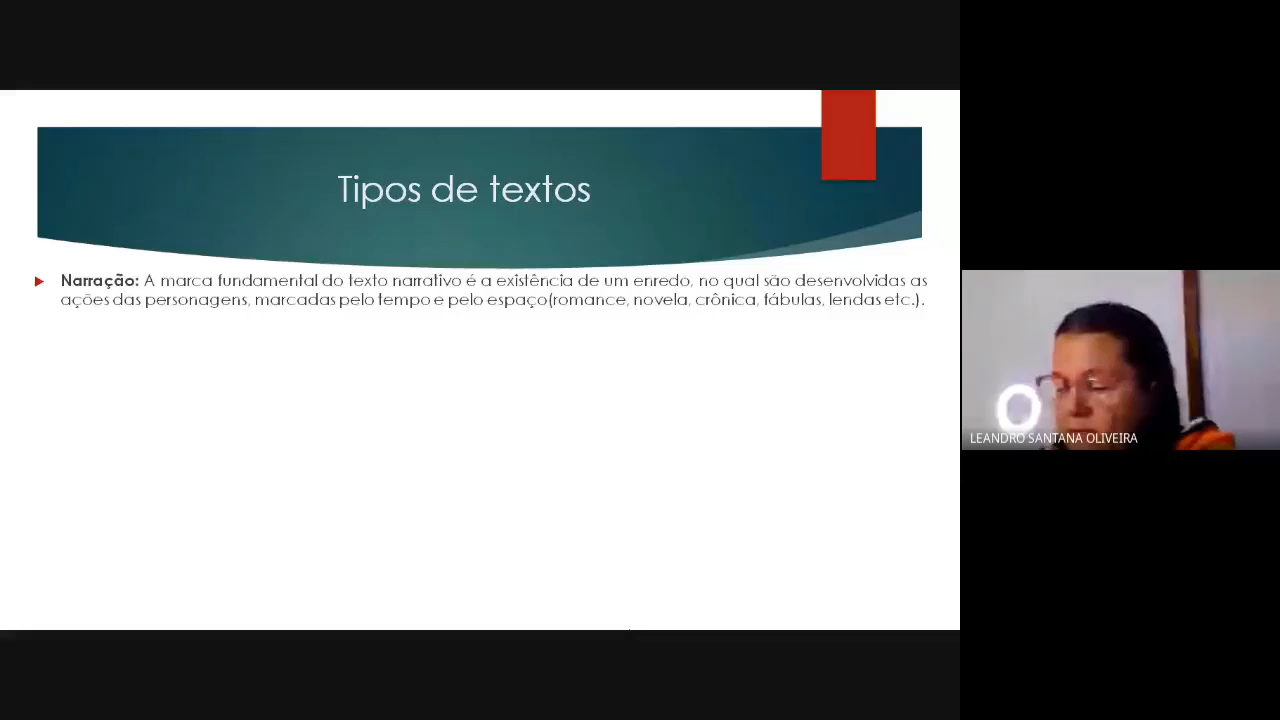 Tipos de textos
Narração: A marca fundamental do texto narrativo é a existência de um enredo, no qual são desenvolvidas as
ações das personagens, marcadas pelo tempo e pelo espaço(romance, novela, crônica, fábulas, lendas etc.).
LEANDRO SANTANA OLIVEIRA